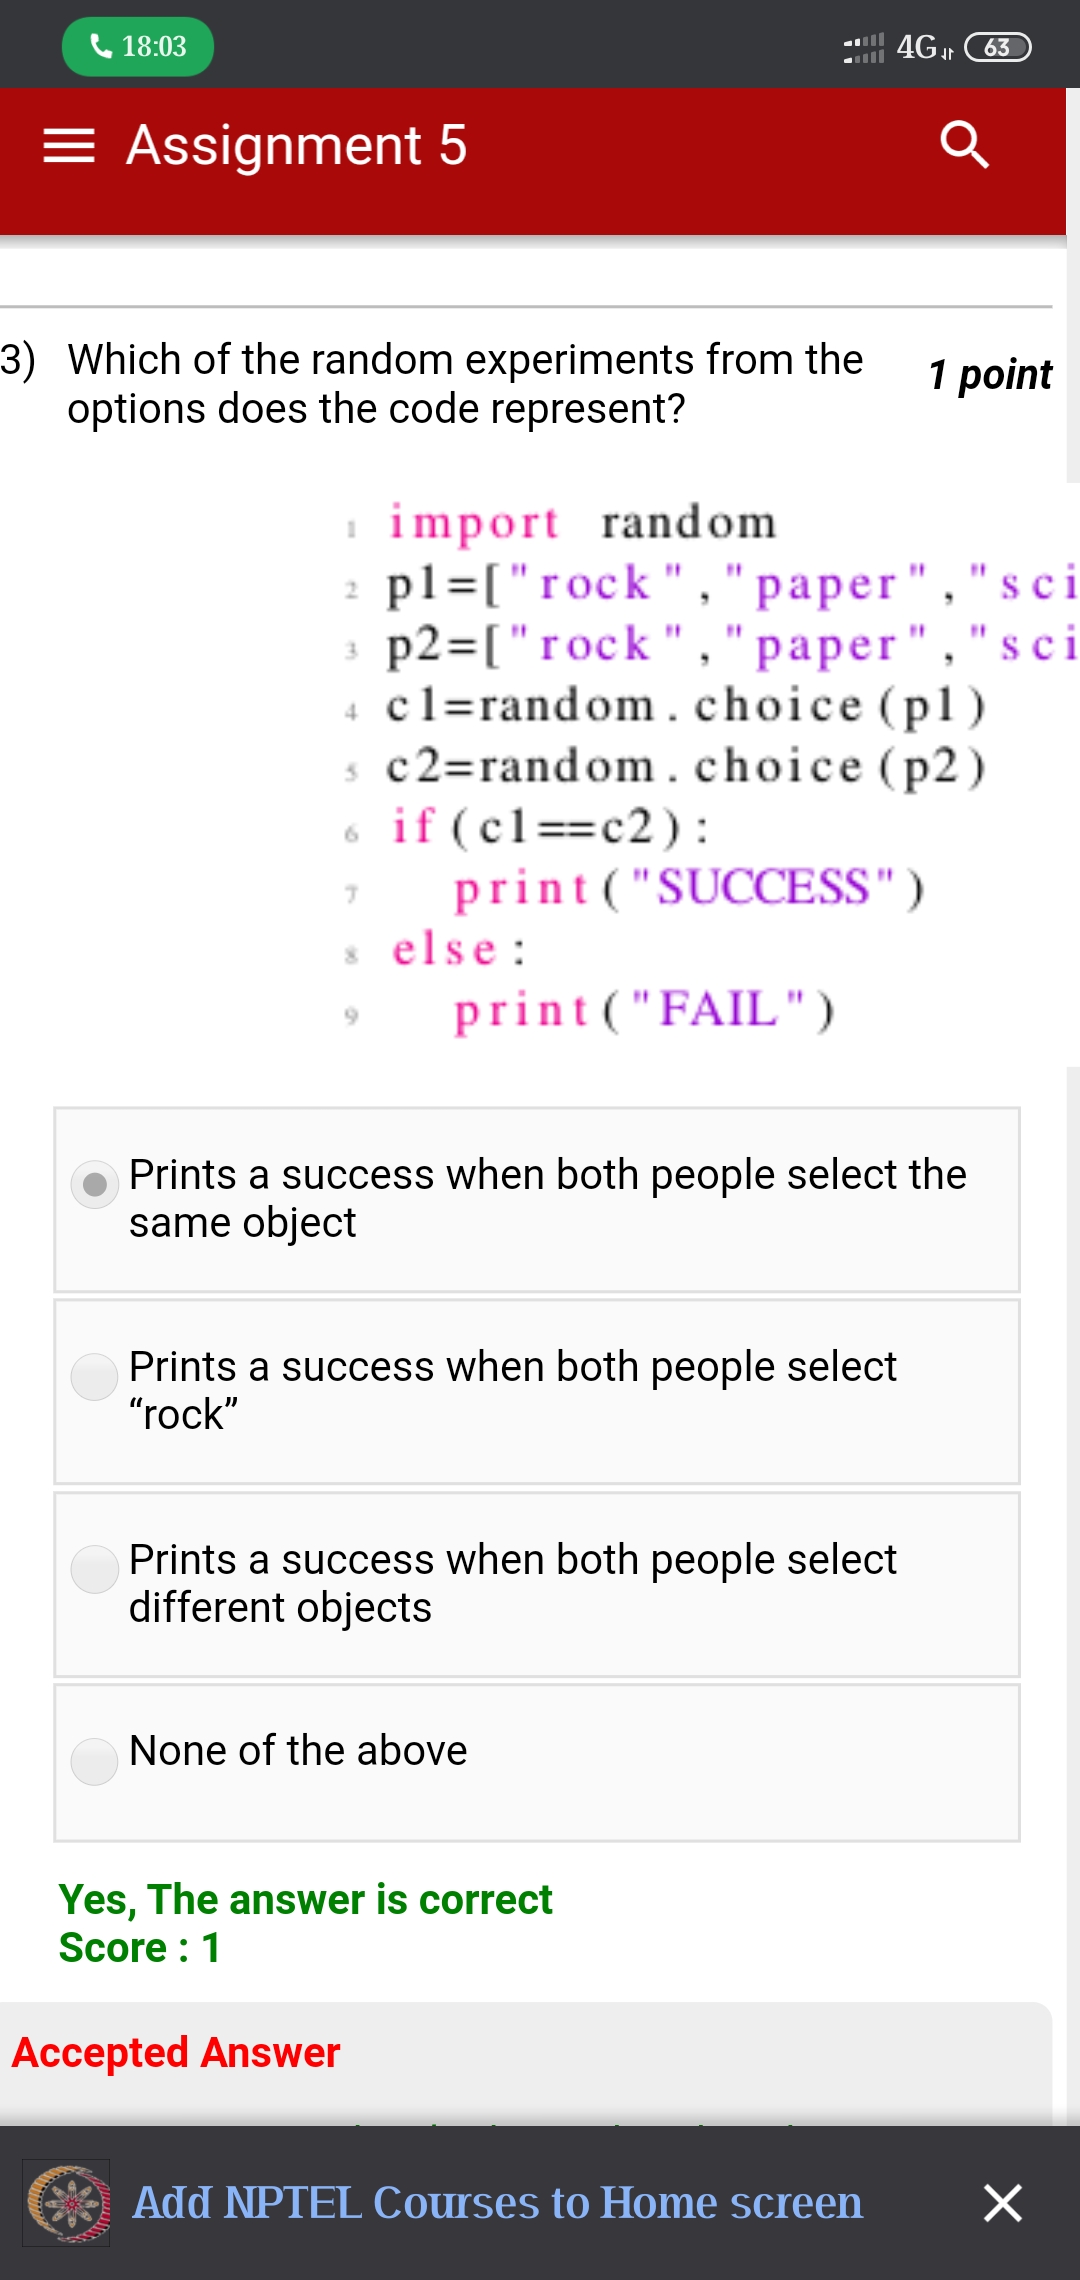 18:03
4G 63
Assignment 5
3) Which of the random experiments from the
1 point
options does the code represent?
1 import random
2 p1=["rock","paper","sci
3 p2=["rock","paper","sci
4 c1=random.choice(p1)
5 c2=random.choice(p2)
6 if(c1==c2):
7 print("SUCCESS")
8 else:
9 print("FAIL")
Prints a success when both people select the
same object
Prints a success when both people select
“rock”
Prints a success when both people select
different objects
None of the above
Yes, The answer is correct
Score : 1
Accepted Answer
Add NPTEL Courses to Home screen